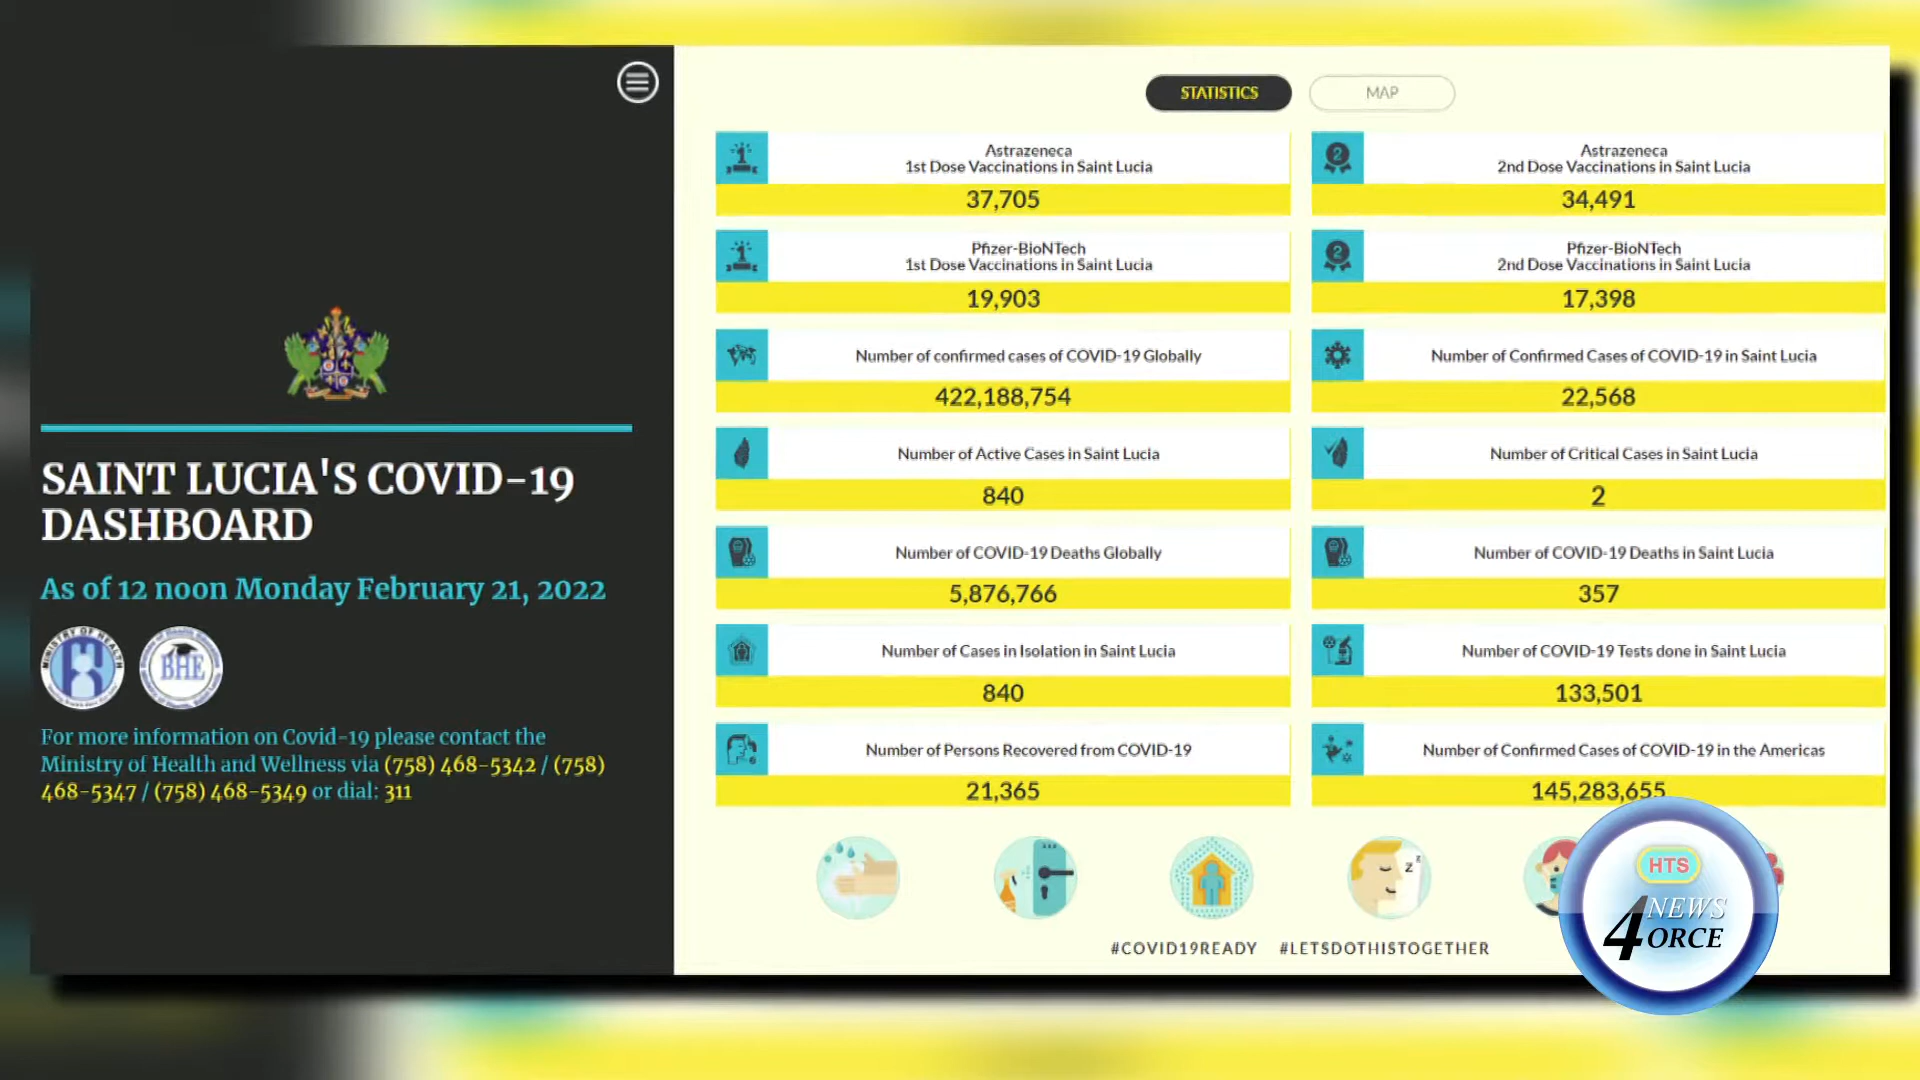 STATISTICS
MAP
Astrazeneca
1st Dose Vaccinations in Saint Lucia
37,705
Astrazeneca
2nd Dose Vaccinations in Saint Lucia
34,491
Pfizer-BioNTech
1st Dose Vaccinations in Saint Lucia
19,903
Pfizer-BioNTech
2nd Dose Vaccinations in Saint Lucia
17,398
Number of confirmed cases of COVID-19 Globally
422,188,754
Number of Confirmed Cases of COVID-19 in Saint Lucia
22,568
Number of Active Cases in Saint Lucia
840
Number of Critical Cases in Saint Lucia
2
Number of COVID-19 Deaths Globally
5,876,766
Number of COVID-19 Deaths in Saint Lucia
357
Number of Cases in Isolation in Saint Lucia
840
Number of COVID-19 Tests done in Saint Lucia
133,501
Number of Persons Recovered from COVID-19
21,365
Number of Confirmed Cases of COVID-19 in the Americas
145,283,655
SAINT LUCIA'S COVID-19
DASHBOARD
As of 12 noon Monday February 21, 2022
MINISTRY OF HEALTH
BHE
For more information on Covid-19 please contact the
Ministry of Health and Wellness via (758) 468-5342 / (758)
468-5347 / (758) 468-5349 or dial: 311
#COVID19READY #LETSDOTHISTOGETHER
HTS
NEWS
4ORCE